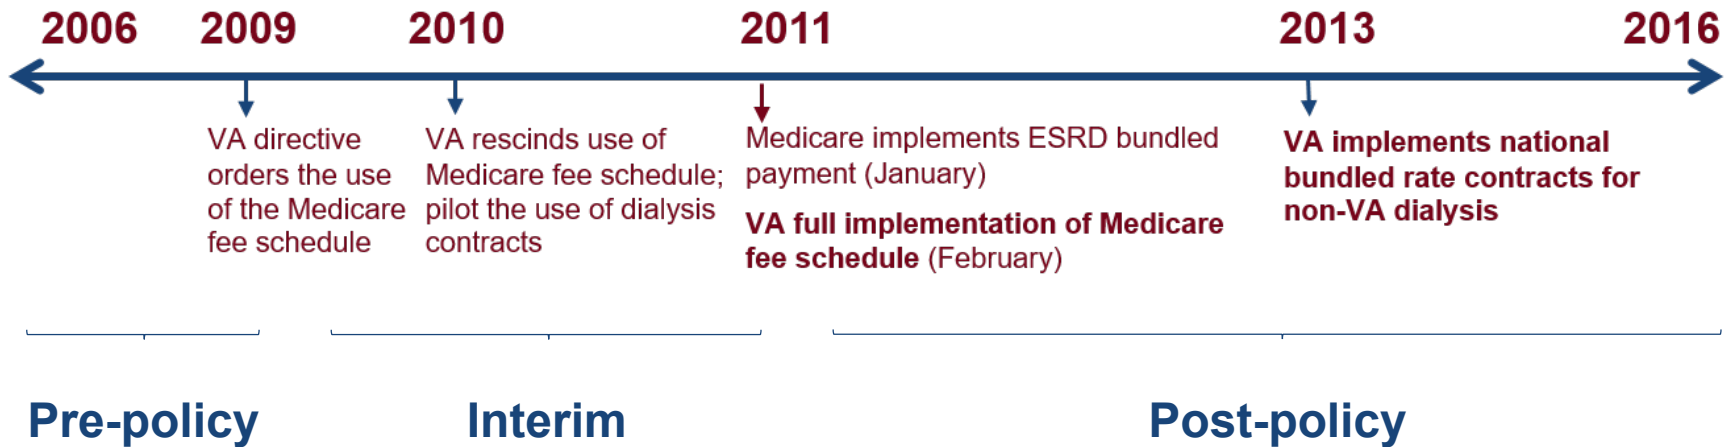 2006 2009 2010 2011 2013 2016
VA directive
orders the use
of the Medicare
fee schedule
VA rescinds use of
Medicare fee schedule;
pilot the use of dialysis
contracts
Medicare implements ESRD bundled
payment (January)
VA full implementation of Medicare
fee schedule (February)
VA implements national
bundled rate contracts for
non-VA dialysis
Pre-policy Interim Post-policy